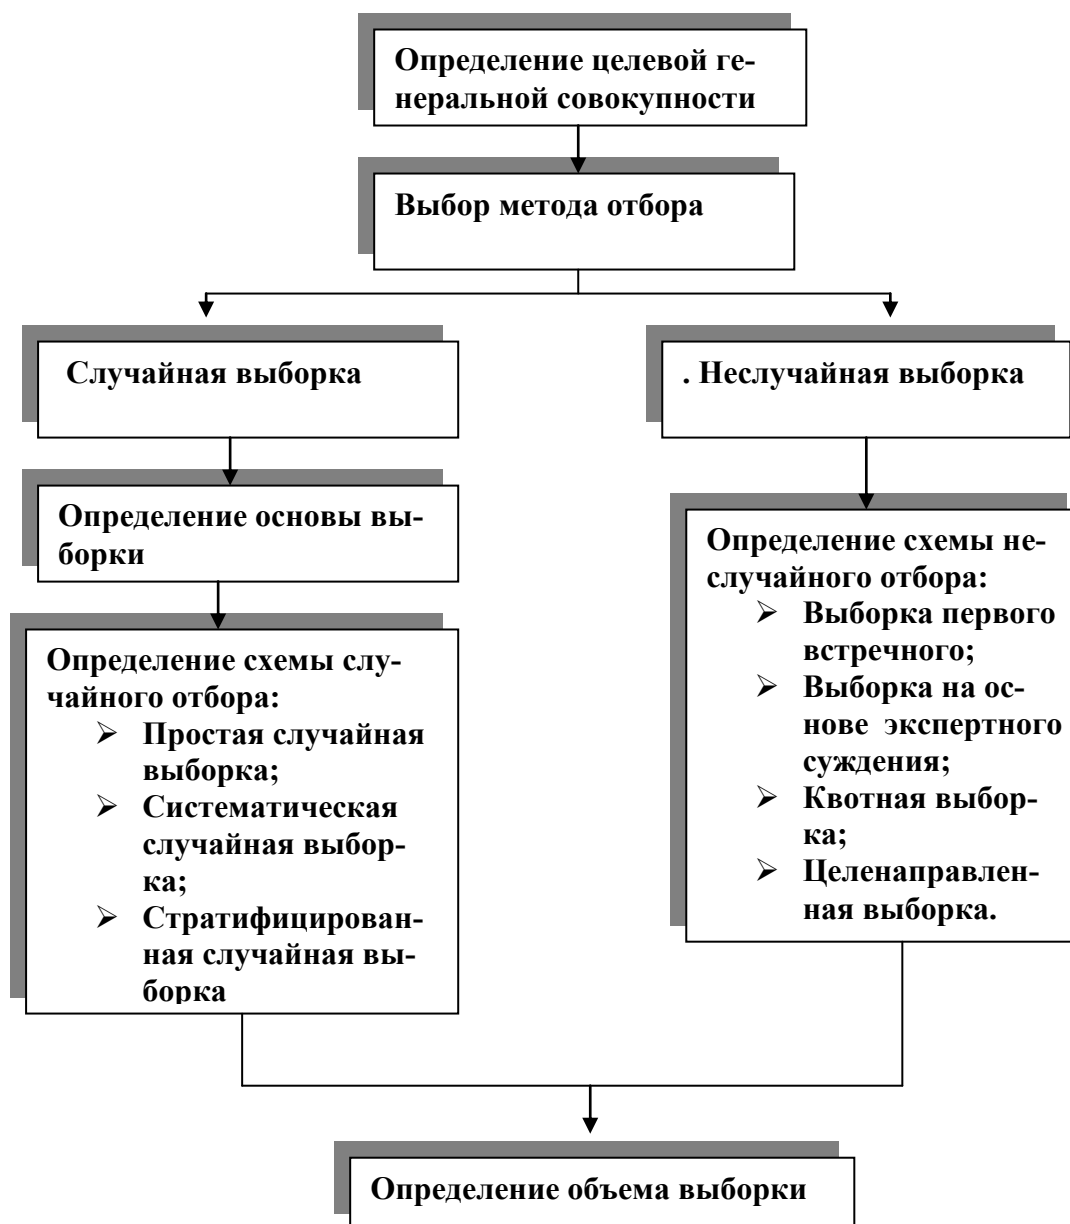 Определение целевой ге-
неральной совокупности
Выбор метода отбора
Случайная выборка
. Неслучайная выборка
Определение основы вы-
борки
Определение схемы слу-
чайного отбора:
➢ Простая случайная
выборка;
➢ Систематическая
случайная выбор-
ка;
➢ Стратифицирован-
ная случайная вы-
борка
Определение схемы не-
случайного отбора:
➢ Выборка первого
встречного;
➢ Выборка на ос-
нове экспертного
суждения;
➢ Квотная выбор-
ка;
➢ Целенаправлен-
ная выборка.
Определение объема выборки